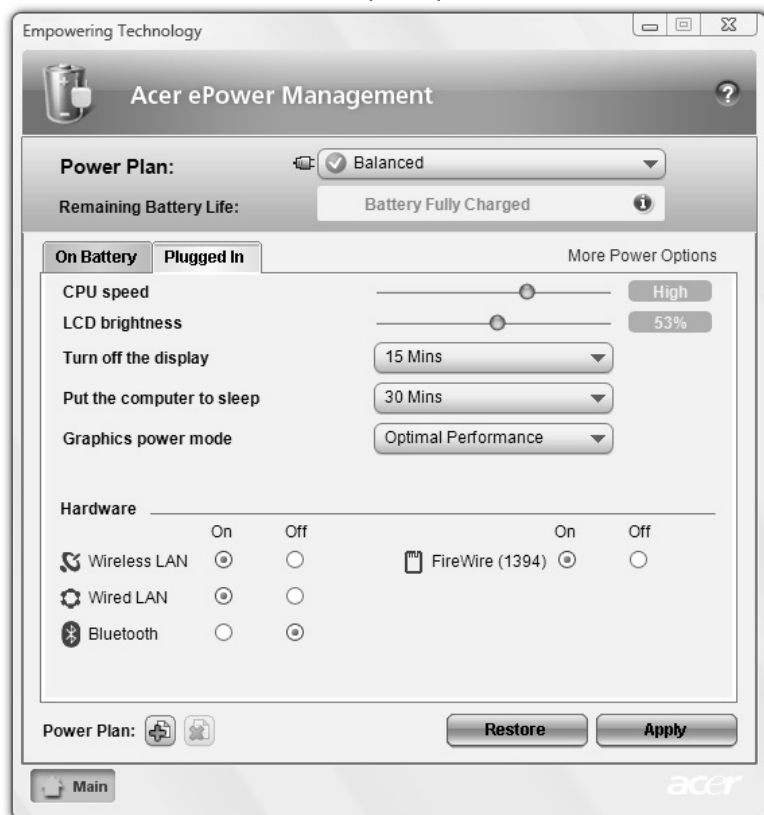 Empowering Technology
Acer ePower Management
?
Power Plan: Balanced
Remaining Battery Life: Battery Fully Charged
On Battery Plugged In More Power Options
CPU speed High
LCD brightness 53%
Turn off the display 15 Mins
Put the computer to sleep 30 Mins
Graphics power mode Optimal Performance
Hardware
On Off On Off
Wireless LAN FireWire (1394)
Wired LAN
Bluetooth
Power Plan: Restore Apply
Main acer